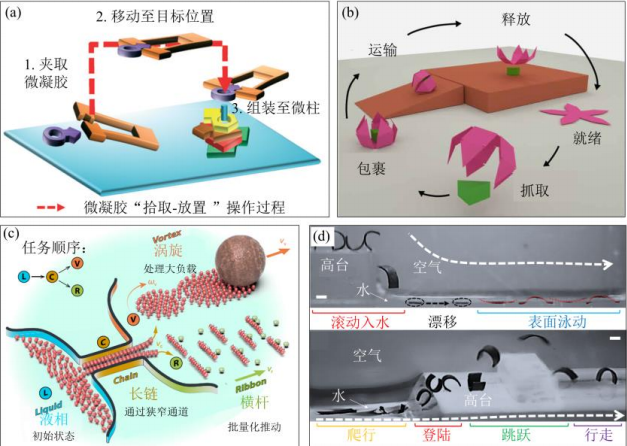 (a)
2. 移动至目标位置
1. 夹取
微凝胶
3. 组装至微柱
微凝胶“拾取-放置”操作过程
(b)
释放
运输
就绪
包裹
抓取
(c)
任务顺序:
V
L
C
R
Vortex
涡旋
处理大负载
V
C
R
Chain
长链
通过狭窄通道
L
Liquid
液相
初始状态
Ribbon
横杆
批量化推动
(d)
高台
空气
水
滚动入水
漂移
表面泳动
空气
水
高台
爬行
登陆
跳跃
行走